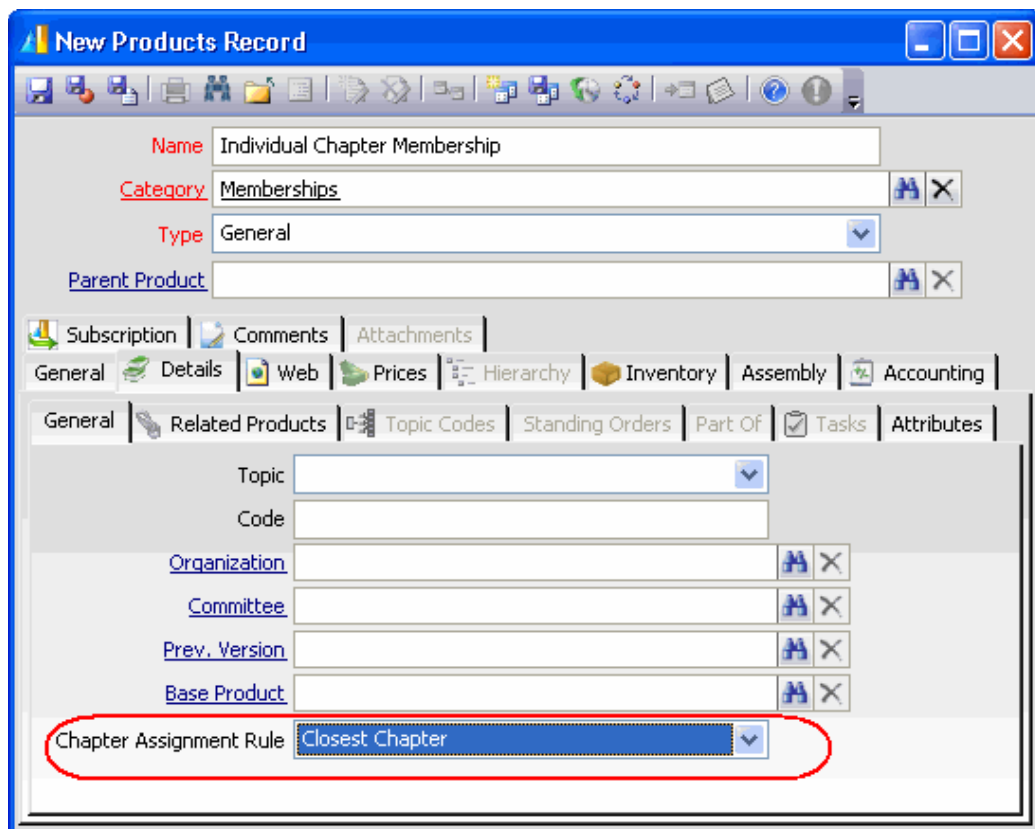 New Products Record
Name Individual Chapter Membership
Category Memberships
Type General
Parent Product
Subscription Comments Attachments
General Details Web Prices Hierarchy Inventory Assembly Accounting
General Related Products Topic Codes Standing Orders Part Of Tasks Attributes
Topic
Code
Organization
Committee
Prev. Version
Base Product
Chapter Assignment Rule Closest Chapter